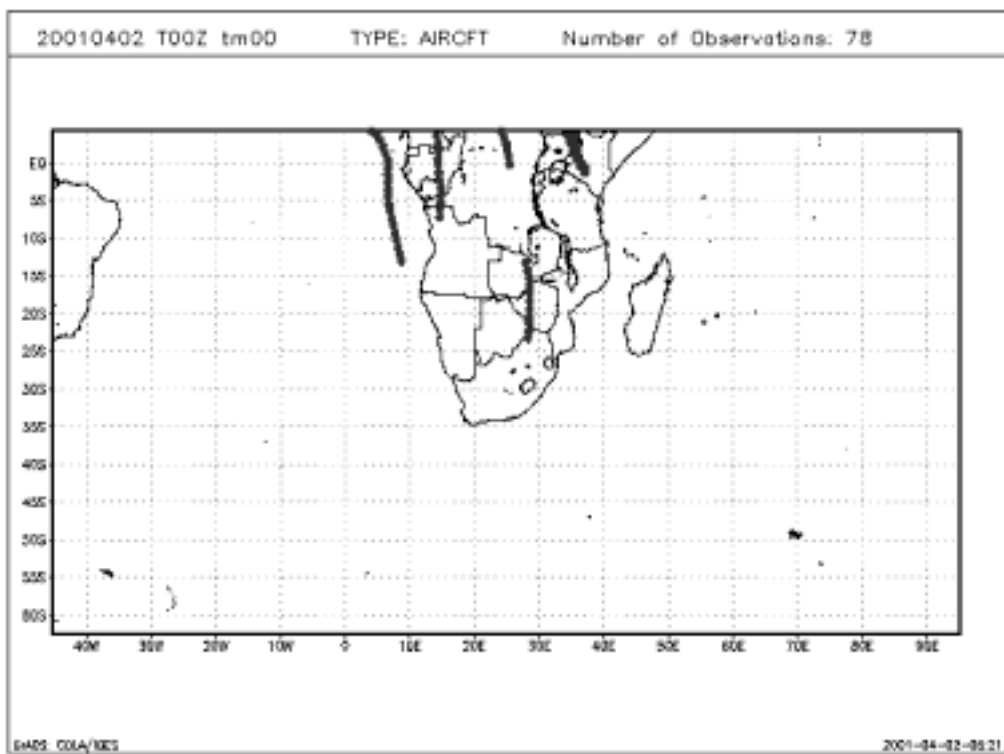 20010402 T00Z tm00 TYPE: AIRCFT Number of Observations: 78
EQ
5S
10S
15S
20S
25S
30S
35S
40S
45S
50S
55S
60S
40W 30W 20W 10W 0 10E 20E 30E 40E 50E 60E 70E 80E 90E
GrADS: COLA/IGES 2001-04-02-06:21